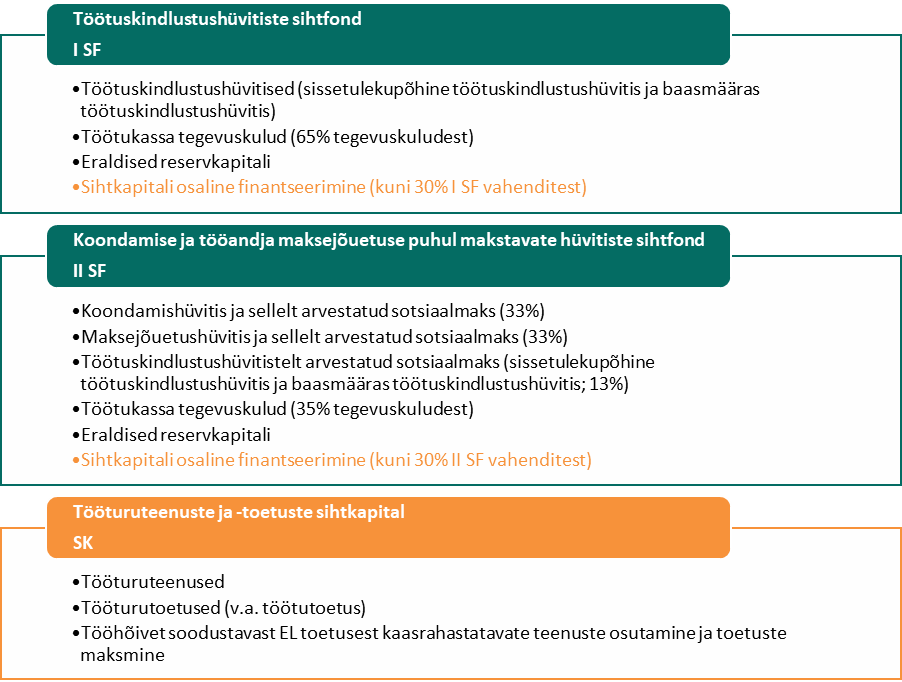 Töötuskindlustushüvitiste sihtfond
I SF
•Töötuskindlustushüvitised (sissetulekupõhine töötuskindlustushüvitis ja baasmääras
töötuskindlustushüvitis)
•Töötukassa tegevuskulud (65% tegevuskuludest)
•Eraldised reservkapitali
•Sihtkapitali osaline finantseerimine (kuni 30% I SF vahenditest)
Koondamise ja tööandja maksejõuetuse puhul makstavate hüvitiste sihtfond
II SF
•Koondamishüvitis ja sellelt arvestatud sotsiaalmaks (33%)
•Maksejõuetushüvitis ja sellelt arvestatud sotsiaalmaks (33%)
•Töötuskindlustushüvitistelt arvestatud sotsiaalmaks (sissetulekupõhine
töötuskindlustushüvitis ja baasmääras töötuskindlustushüvitis; 13%)
•Töötukassa tegevuskulud (35% tegevuskuludest)
•Eraldised reservkapitali
•Sihtkapitali osaline finantseerimine (kuni 30% II SF vahenditest)
Tööturuteenuste ja -toetuste sihtkapital
SK
•Tööturuteenused
•Tööturutoetused (v.a. töötutoetus)
•Tööhõivet soodustavast EL toetusest kaasrahastatavate teenuste osutamine ja toetuste
maksmine